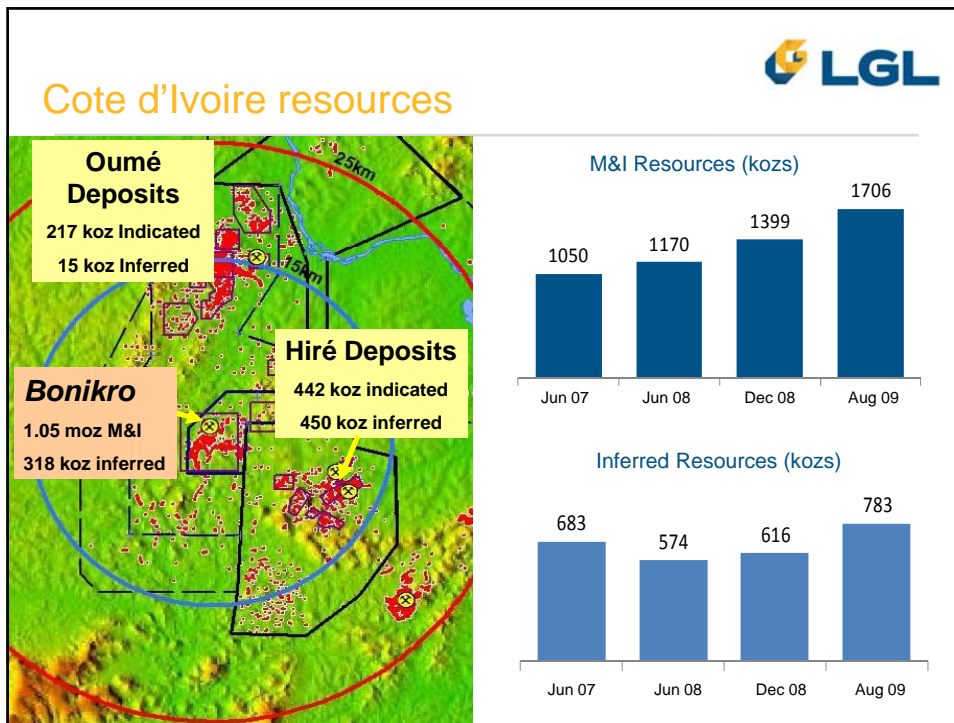 LGL
Cote d'Ivoire resources
Oumé
Deposits
217 koz Indicated
15 koz Inferred
25km
15km
Hiré Deposits
442 koz indicated
450 koz inferred
Bonikro
1.05 moz M&I
318 koz inferred
M&I Resources (kozs)
1050
1170
1399
1706
Jun 07
Jun 08
Dec 08
Aug 09
Inferred Resources (kozs)
683
574
616
783
Jun 07
Jun 08
Dec 08
Aug 09